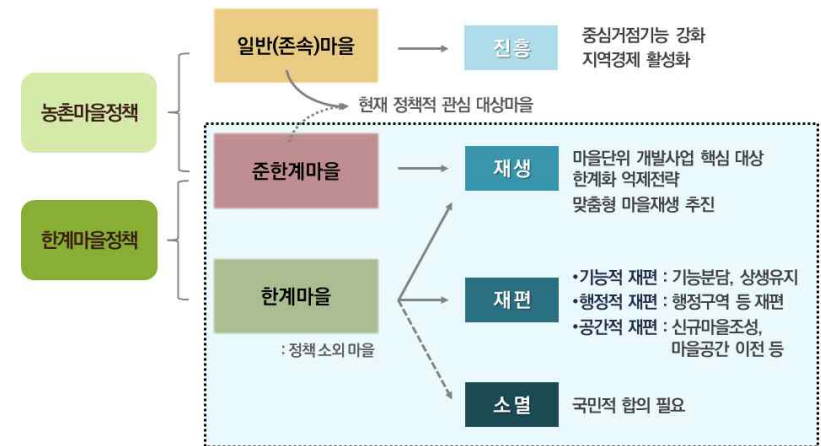 일반(존속)마을
진흥
중심거점기능 강화
지역경제 활성화
농촌마을정책
현재 정책적 관심 대상마을
준한계마을
재생
마을단위 개발사업 핵심 대상
한계화 억제전략
맞춤형 마을재생 추진
한계마을정책
한계마을
: 정책 소외 마을
재편
•기능적 재편 : 기능분담, 상생유지
•행정적 재편 : 행정구역 등 재편
•공간적 재편 : 신규마을조성,
마을공간 이전 등
소멸
국민적 합의 필요